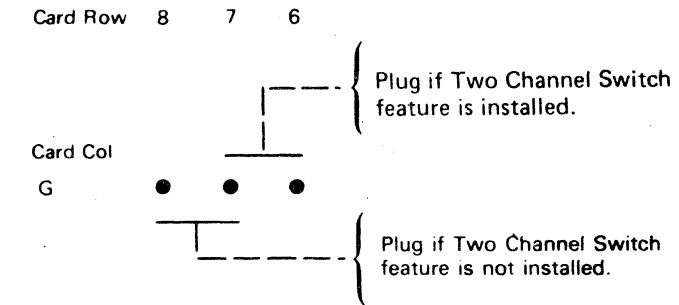 Card Row 8 7 6
Plug if Two Channel Switch
feature is installed.
Card Col
G
Plug if Two Channel Switch
feature is not installed.